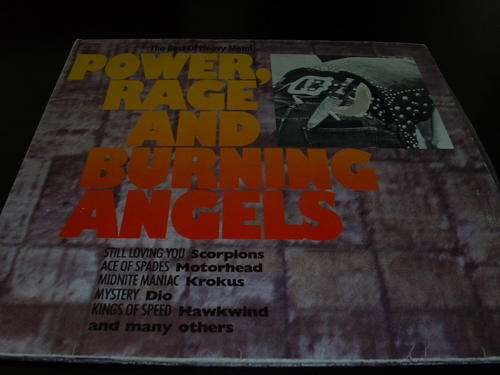 The Best Of Heavy Metal
POWER,
RAGE
AND
BURNING
ANGELS
STILL LOVING YOU Scorpions
ACE OF SPADES Motorhead
MIDNITE MANIAC Krokus
MYSTERY Dio
KINGS OF SPEED Hawkwind
and many others